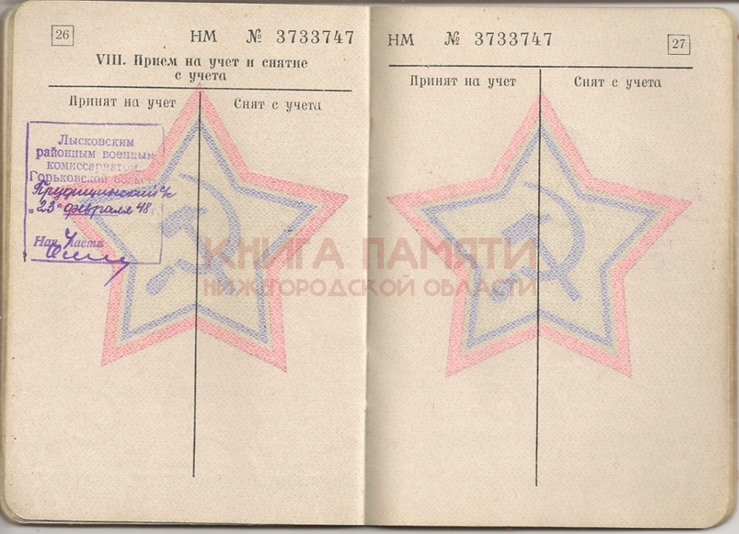 26
НМ № 3733747
VIII. Прием на учет и снятие
с учета
Принят на учет
Снят с учета
Лысковским
районным военным
комиссариатом
Горьковской
"23" февраля 48 г.
Нач. части
НМ № 3733747
27
Принят на учет
Снят с учета
КНИГА ПАМЯТИ
НИЖГОРОДСКОЙ ОБЛАСТИ